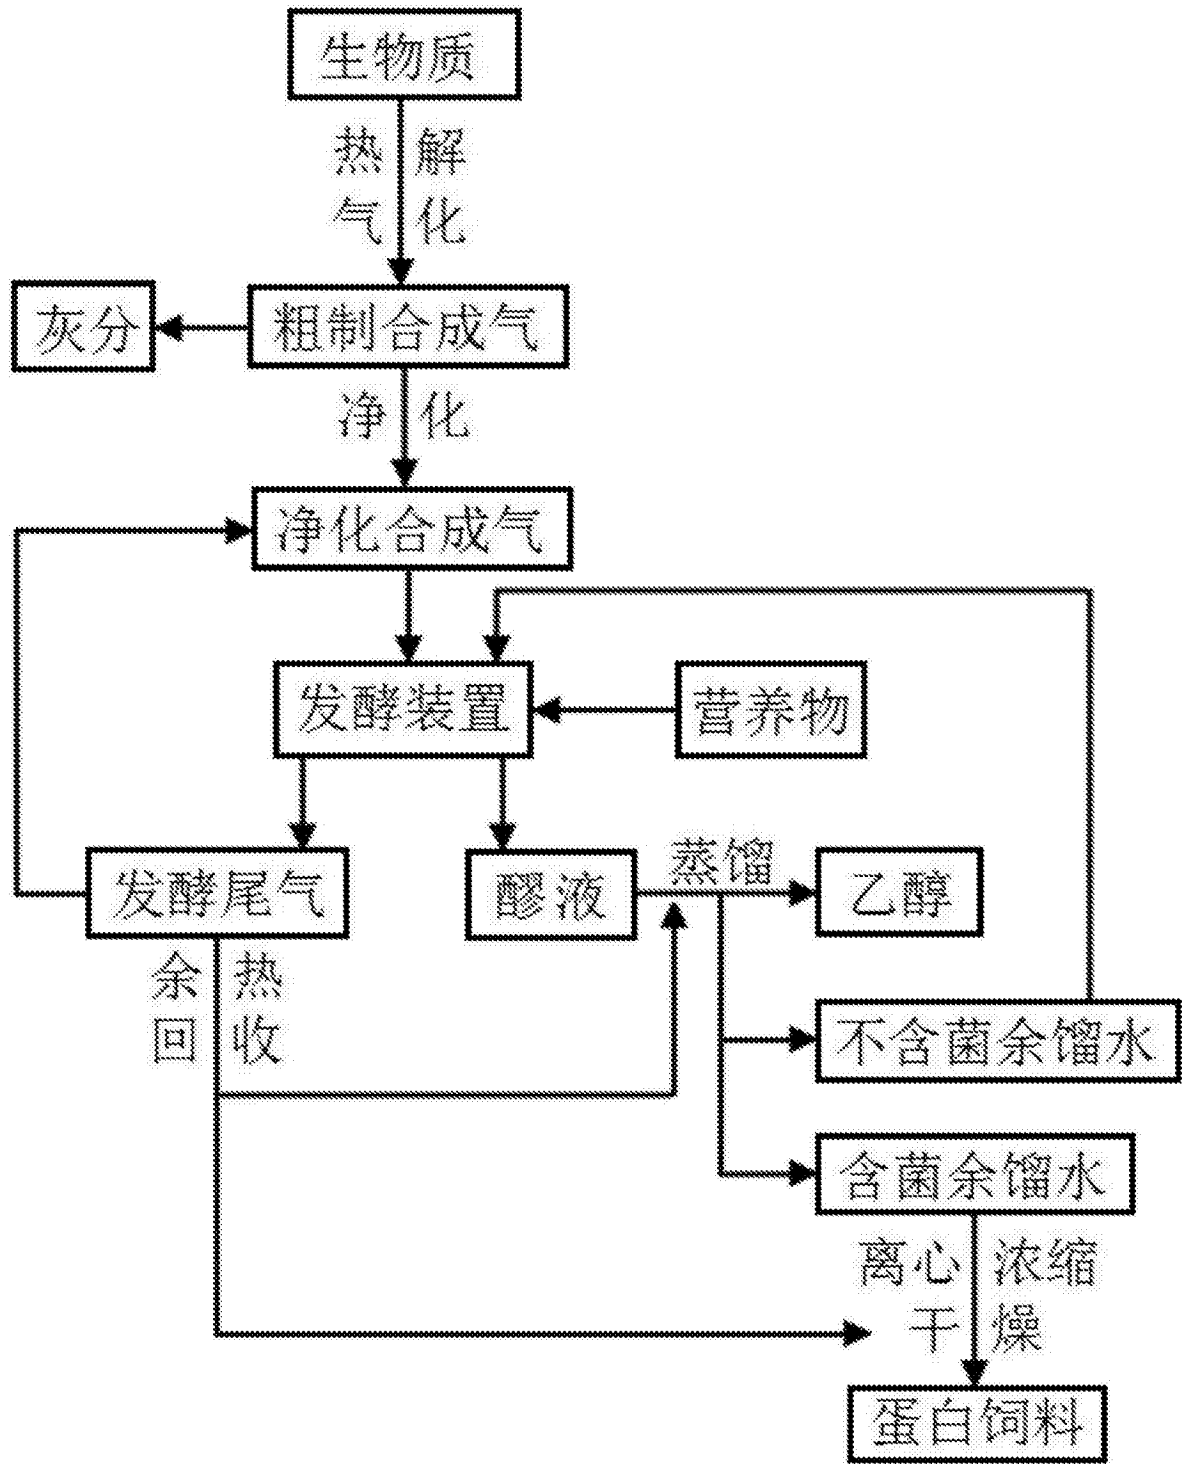 生物质
热 解
气 化
灰分
粗制合成气
净 化
净化合成气
发酵装置
营养物
发酵尾气
醪液
蒸馏
乙醇
余 热
回 收
不含菌余馏水
含菌余馏水
离心 浓缩
干 燥
蛋白饲料